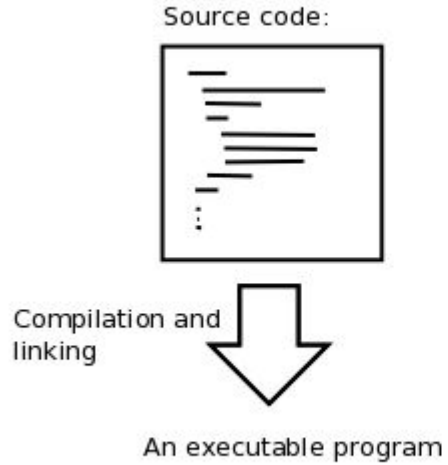 Source code:
Compilation and
linking
An executable program